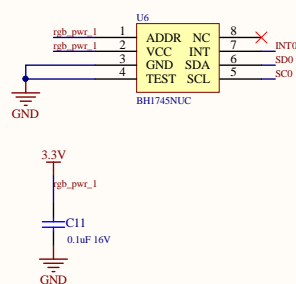 U6
rgb_pwr_1 1 ADDR NC 8
rgb_pwr_1 2 VCC INT 7 INT0
3 GND SDA 6 SD0
4 TEST SCL 5 SC0
BH1745NUC
GND
3.3V
rgb_pwr_1
C11
0.1uF 16V
GND